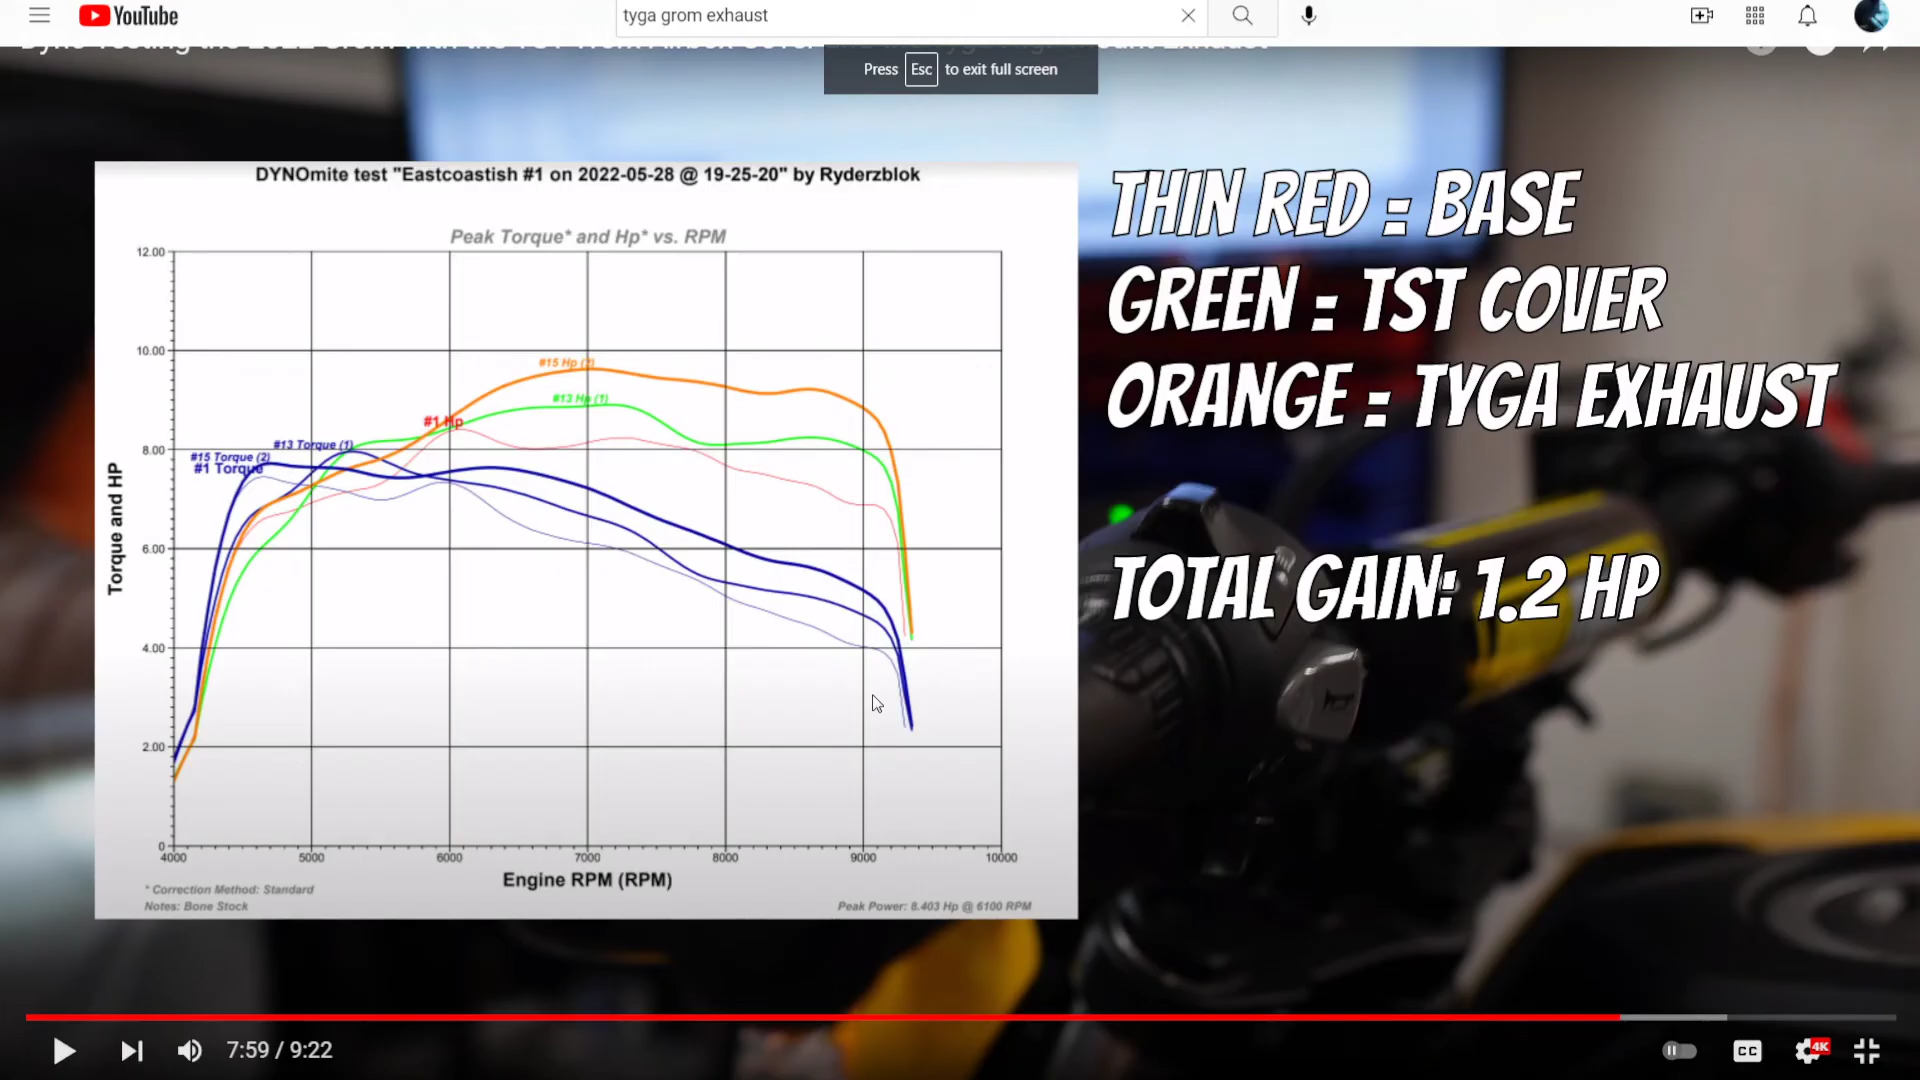 YouTube
tyga grom exhaust
Press Esc to exit full screen
DYNOmite test "Eastcoastish #1 on 2022-05-28 @ 19-25-20" by Ryderzblok
Peak Torque* and Hp* vs. RPM
12.00
10.00
8.00
6.00
4.00
2.00
0
Torque and HP
#15 Hp (2)
#13 Hp (1)
#1 Hp
#13 Torque (1)
#15 Torque (2)
#1 Torque
4000 5000 6000 7000 8000 9000 10000
Engine RPM (RPM)
* Correction Method: Standard
Notes: Bone Stock
Peak Power: 8.403 Hp @ 6100 RPM
THIN RED = BASE
GREEN = TST COVER
ORANGE = TYGA EXHAUST
TOTAL GAIN: 1.2 HP
7:59 / 9:22
CC
4K